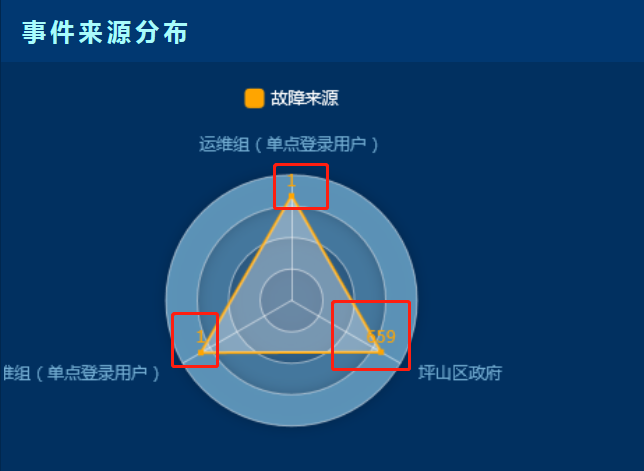 事件来源分布
故障来源
运维组（单点登录用户）
1
1
659
维组（单点登录用户）
坪山区政府